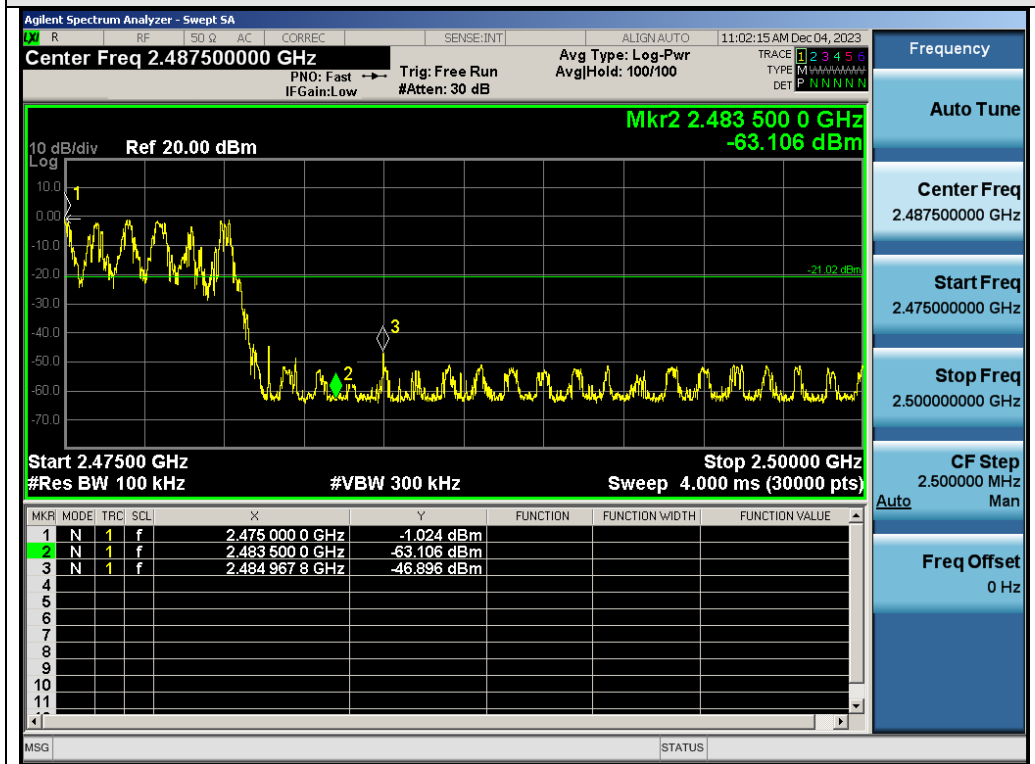 Agilent Spectrum Analyzer - Swept SA
LXI R RF 50 Ω AC CORREC SENSE:INT ALIGN AUTO 11:02:15 AM Dec 04, 2023
Center Freq 2.487500000 GHz
PNO: Fast
IFGain:Low
Trig: Free Run
#Atten: 30 dB
Avg Type: Log-Pwr
Avg|Hold: 100/100
TRACE 1 2 3 4 5 6
TYPE M WWWWW
DET P N N N N N
Mkr2 2.483 500 0 GHz
-63.106 dBm
10 dB/div Ref 20.00 dBm
Log
10.0
0.00
-10.0
-20.0
-30.0
-40.0
-50.0
-60.0
-70.0
1
2
3
-21.02 dBm
Start 2.47500 GHz Stop 2.50000 GHz
#Res BW 100 kHz #VBW 300 kHz Sweep 4.000 ms (30000 pts)
MKR MODE TRC SCL X Y FUNCTION FUNCTION WIDTH FUNCTION VALUE
1 N 1 f 2.475 000 0 GHz -1.024 dBm
2 N 1 f 2.483 500 0 GHz -63.106 dBm
3 N 1 f 2.484 967 8 GHz -46.896 dBm
4
5
6
7
8
9
10
11
MSG STATUS
Frequency
Auto Tune
Center Freq
2.487500000 GHz
Start Freq
2.475000000 GHz
Stop Freq
2.500000000 GHz
CF Step
2.500000 MHz
Auto Man
Freq Offset
0 Hz